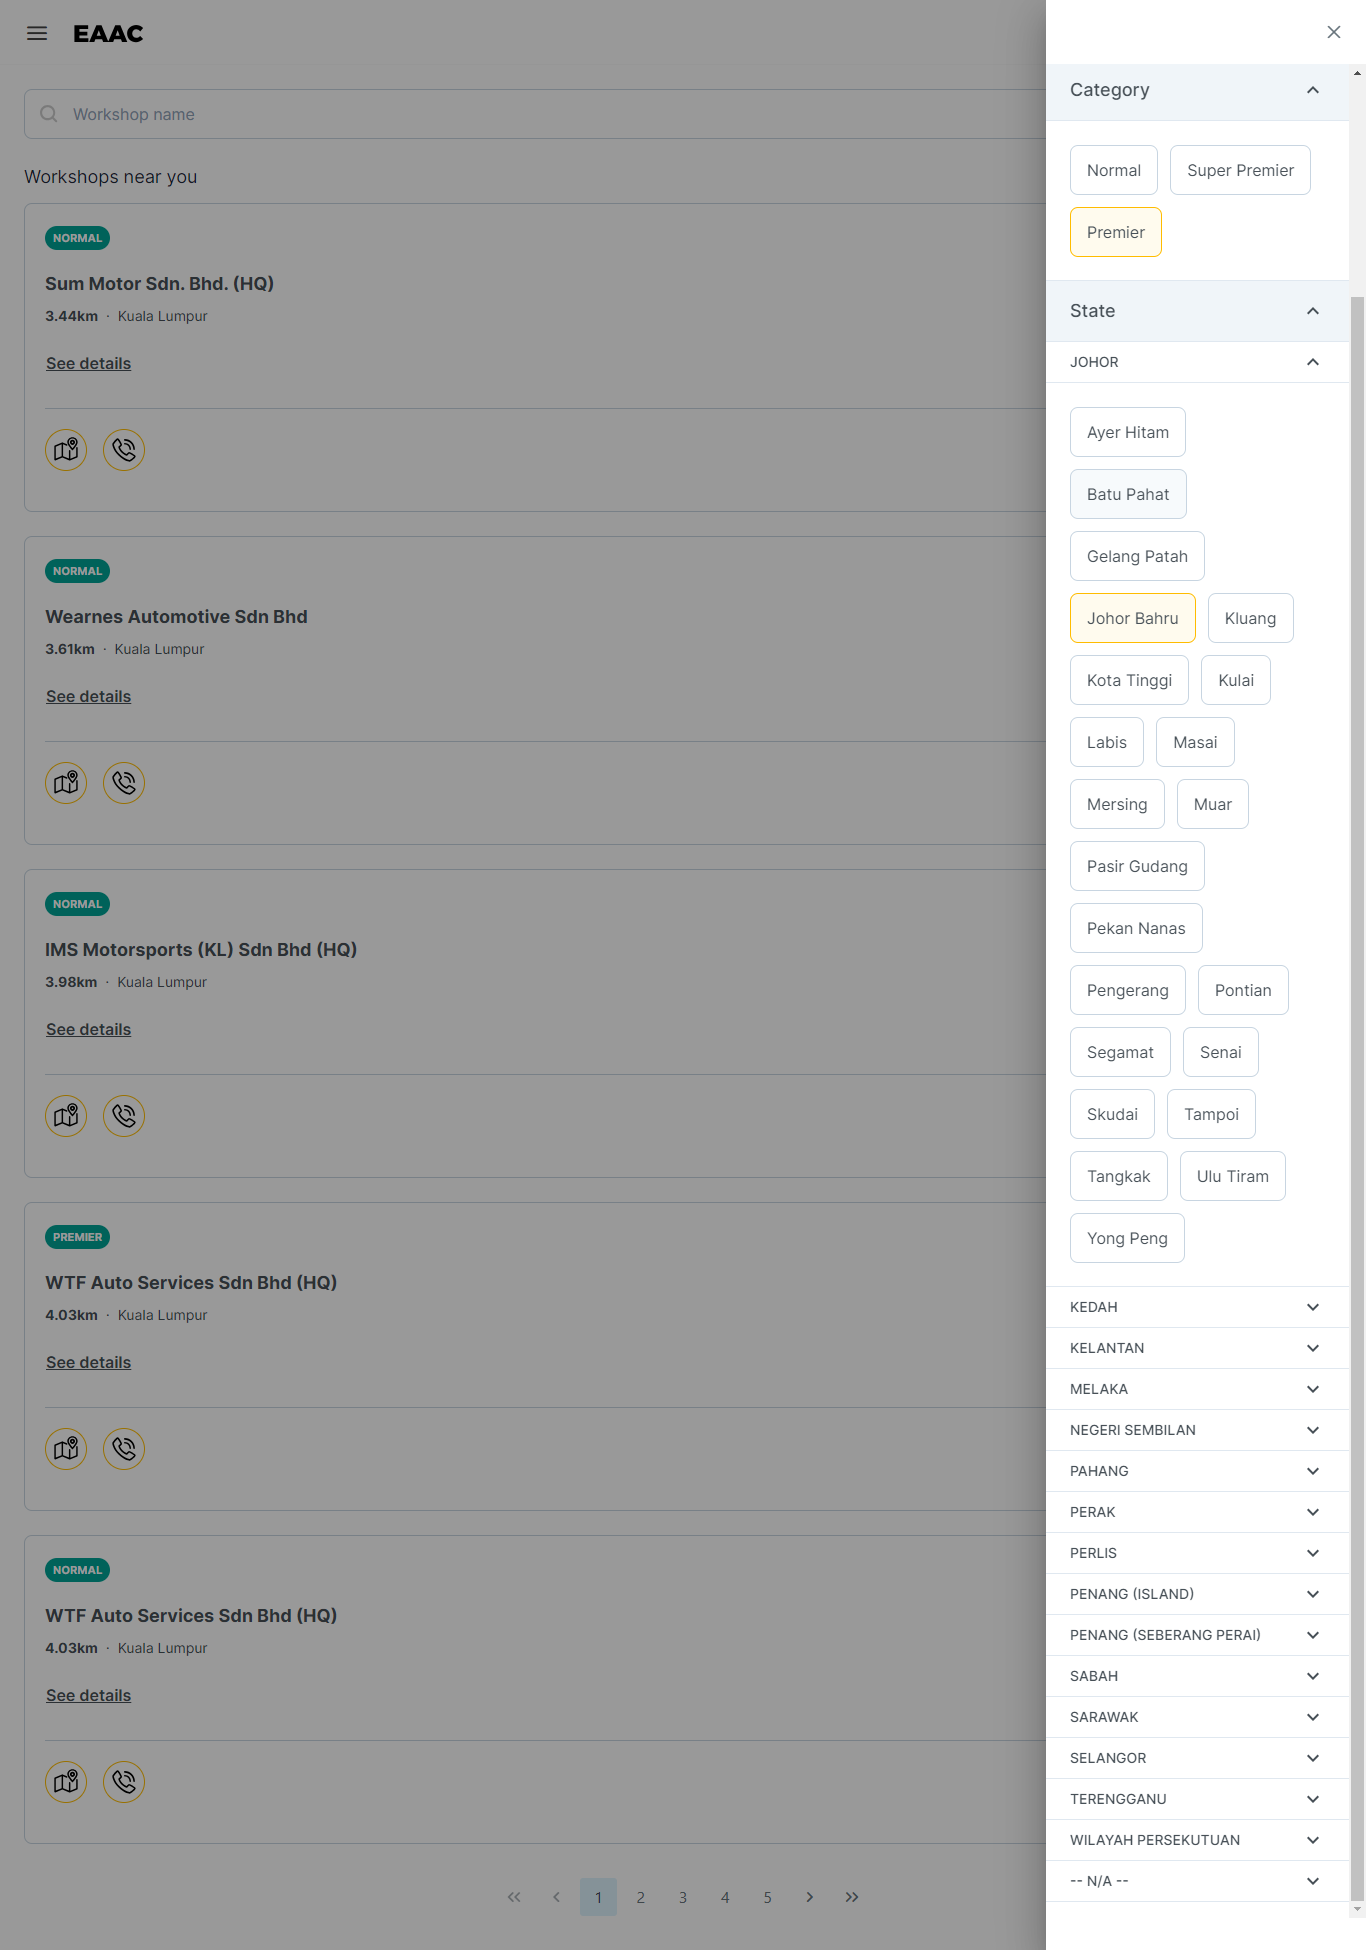 EAAC
Workshop name
Workshops near you
NORMAL
Sum Motor Sdn. Bhd. (HQ)
3.44km · Kuala Lumpur
See details
NORMAL
Wearnes Automotive Sdn Bhd
3.61km · Kuala Lumpur
See details
NORMAL
IMS Motorsports (KL) Sdn Bhd (HQ)
3.98km · Kuala Lumpur
See details
PREMIER
WTF Auto Services Sdn Bhd (HQ)
4.03km · Kuala Lumpur
See details
NORMAL
WTF Auto Services Sdn Bhd (HQ)
4.03km · Kuala Lumpur
See details
1 2 3 4 5
Category
Normal Super Premier
Premier
State
JOHOR
Ayer Hitam
Batu Pahat
Gelang Patah
Johor Bahru Kluang
Kota Tinggi Kulai
Labis Masai
Mersing Muar
Pasir Gudang
Pekan Nanas
Pengerang Pontian
Segamat Senai
Skudai Tampoi
Tangkak Ulu Tiram
Yong Peng
KEDAH
KELANTAN
MELAKA
NEGERI SEMBILAN
PAHANG
PERAK
PERLIS
PENANG (ISLAND)
PENANG (SEBERANG PERAI)
SABAH
SARAWAK
SELANGOR
TERENGGANU
WILAYAH PERSEKUTUAN
-- N/A --